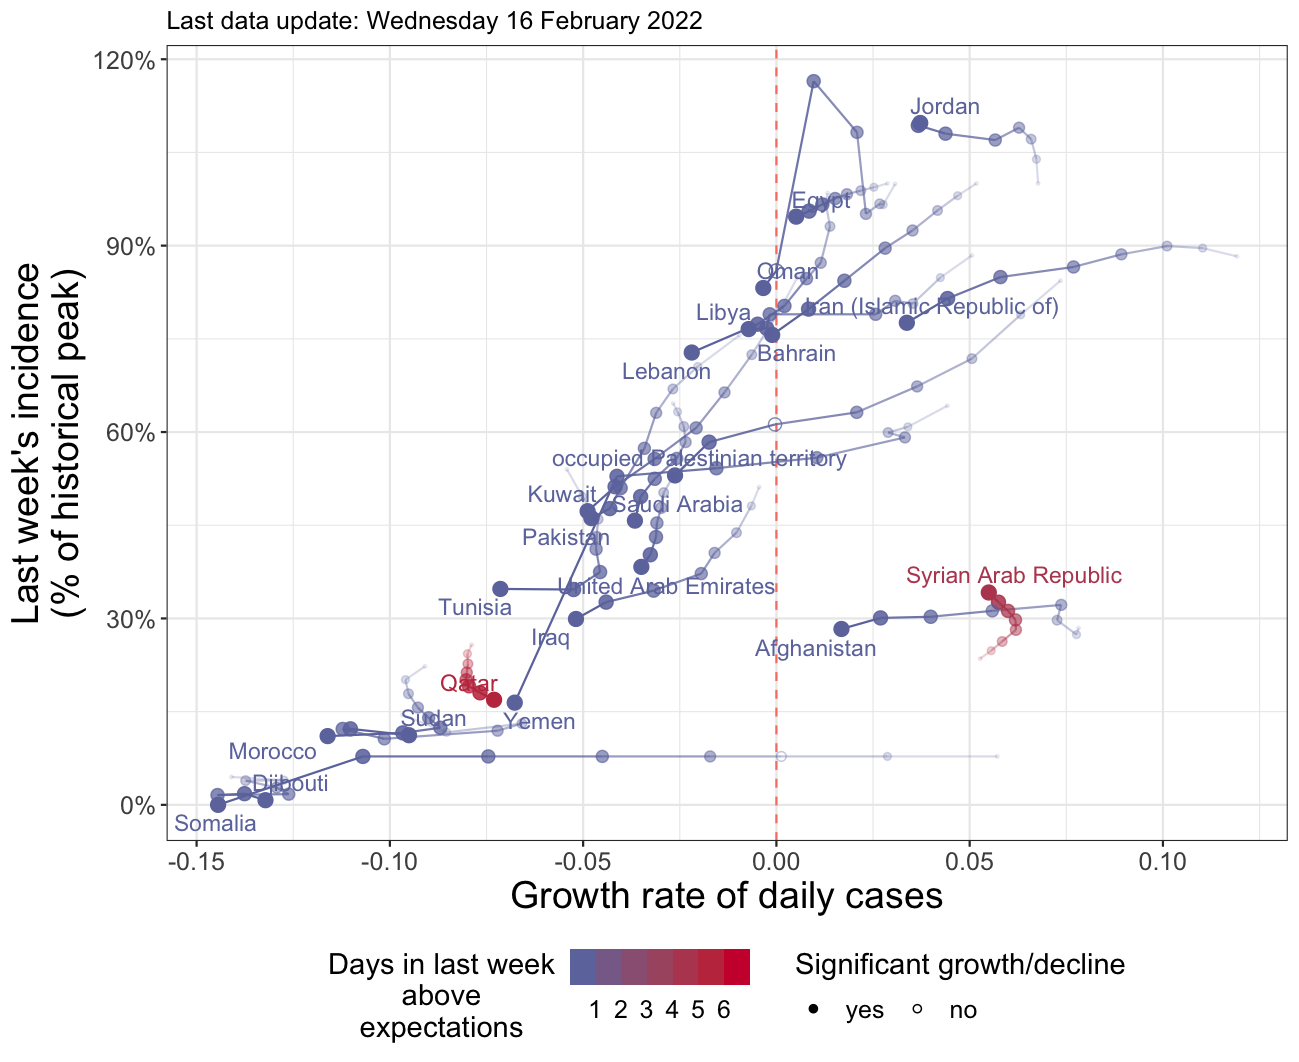 Last data update: Wednesday 16 February 2022
Last week's incidence
(% of historical peak)
120%
90%
60%
30%
0%
Jordan
Egypt
Oman
Libya
Iran (Islamic Republic of)
Bahrain
Lebanon
occupied Palestinian territory
Kuwait
Saudi Arabia
Pakistan
United Arab Emirates
Syrian Arab Republic
Tunisia
Iraq
Afghanistan
Qatar
Sudan
Yemen
Morocco
Djibouti
Somalia
-0.15
-0.10
-0.05
0.00
0.05
0.10
Growth rate of daily cases
Days in last week
above
expectations
1 2 3 4 5 6
Significant growth/decline
yes
no